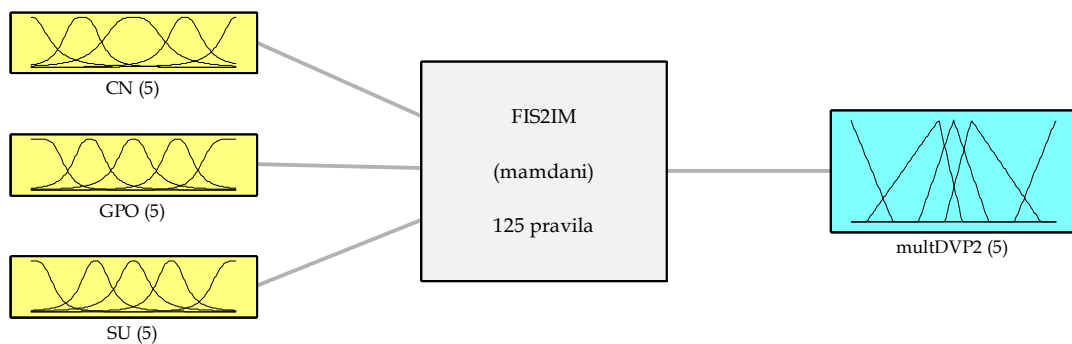 CN (5)
GPO (5)
SU (5)
FIS2IM
(mamdani)
125 pravila
multDVP2 (5)